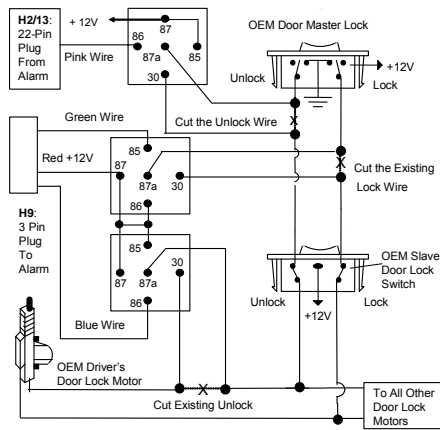 H2/13:
22-Pin
Plug
From
Alarm
+ 12V
87
86
85
87a
Pink Wire
30
OEM Door Master Lock
+12V
Unlock
Lock
Cut the Unlock Wire
X
Green Wire
85
Red +12V
87
87a
30
86
X
Cut the Existing
Lock Wire
H9:
3 Pin
Plug
To
Alarm
85
30
87
87a
86
Blue Wire
OEM Slave
Door Lock
Switch
Unlock
Lock
+12V
OEM Driver's
Door Lock Motor
X
Cut Existing Unlock
To All Other
Door Lock
Motors